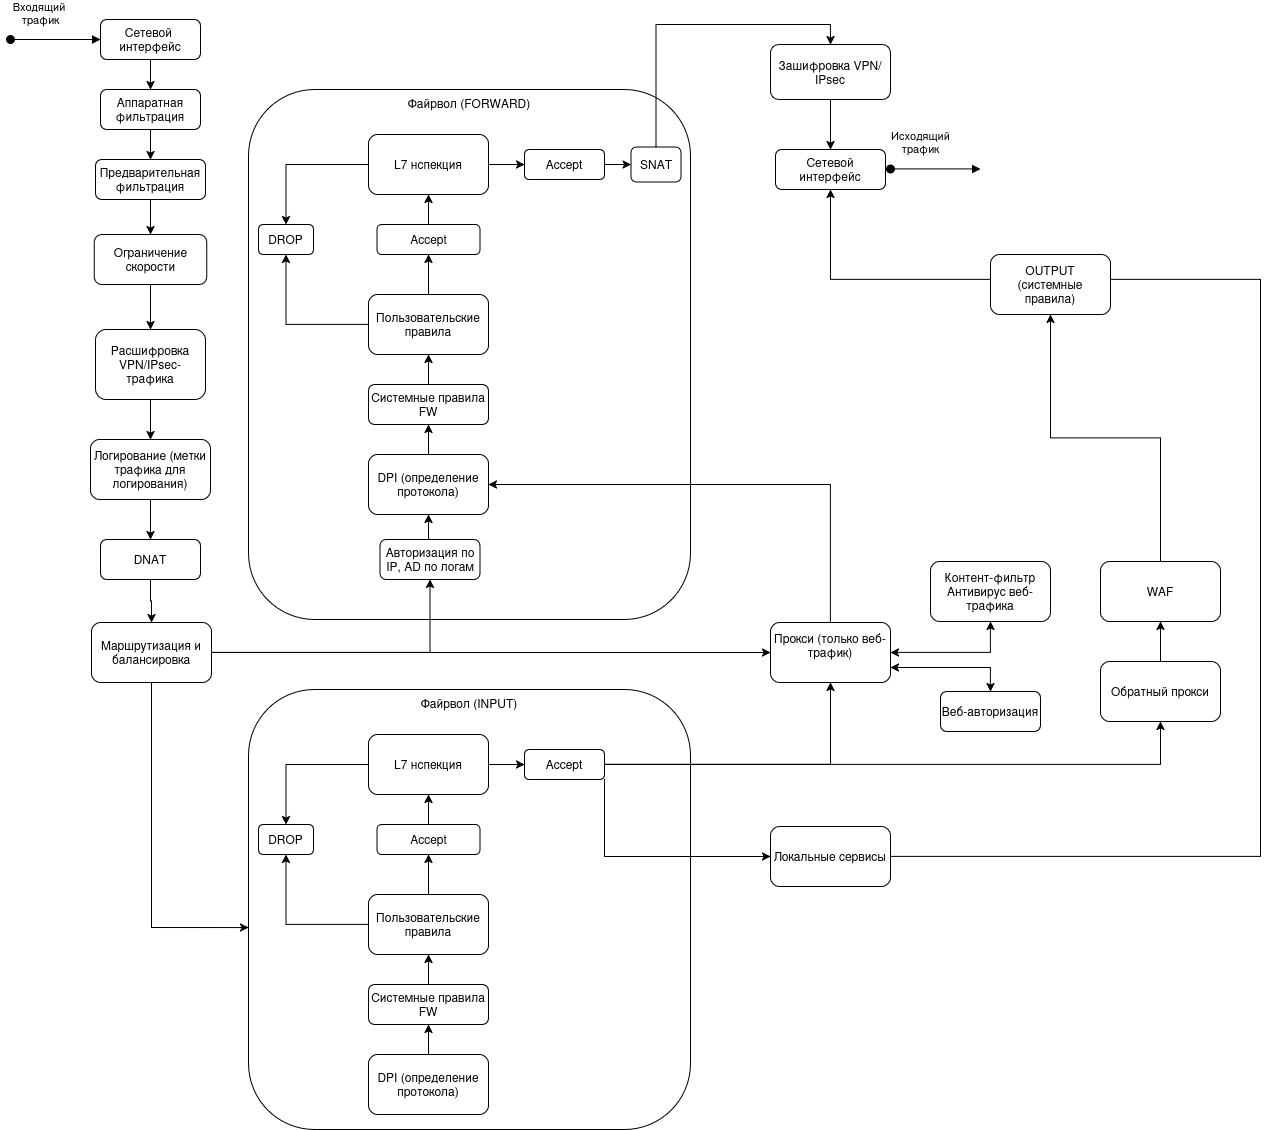 Входящий
трафик
Сетевой
интерфейс
Аппаратная
фильтрация
Предварительная
фильтрация
Ограничение
скорости
Расшифровка
VPN/IPsec-
трафика
Логирование (метки
трафика для
логирования)
DNAT
Маршрутизация и
балансировка
Файрвол (FORWARD)
L7 нспекция
Accept
SNAT
DROP
Accept
Пользовательские
правила
Системные правила
FW
DPI (определение
протокола)
Авторизация по
IP, AD по логам
Зашифровка VPN/
IPsec
Сетевой
интерфейс
Исходящий
трафик
OUTPUT
(системные
правила)
Прокси (только веб-
трафик)
Контент-фильтр
Антивирус веб-
трафика
Веб-авторизация
WAF
Обратный прокси
Файрвол (INPUT)
L7 нспекция
Accept
DROP
Accept
Пользовательские
правила
Системные правила
FW
DPI (определение
протокола)
Локальные сервисы